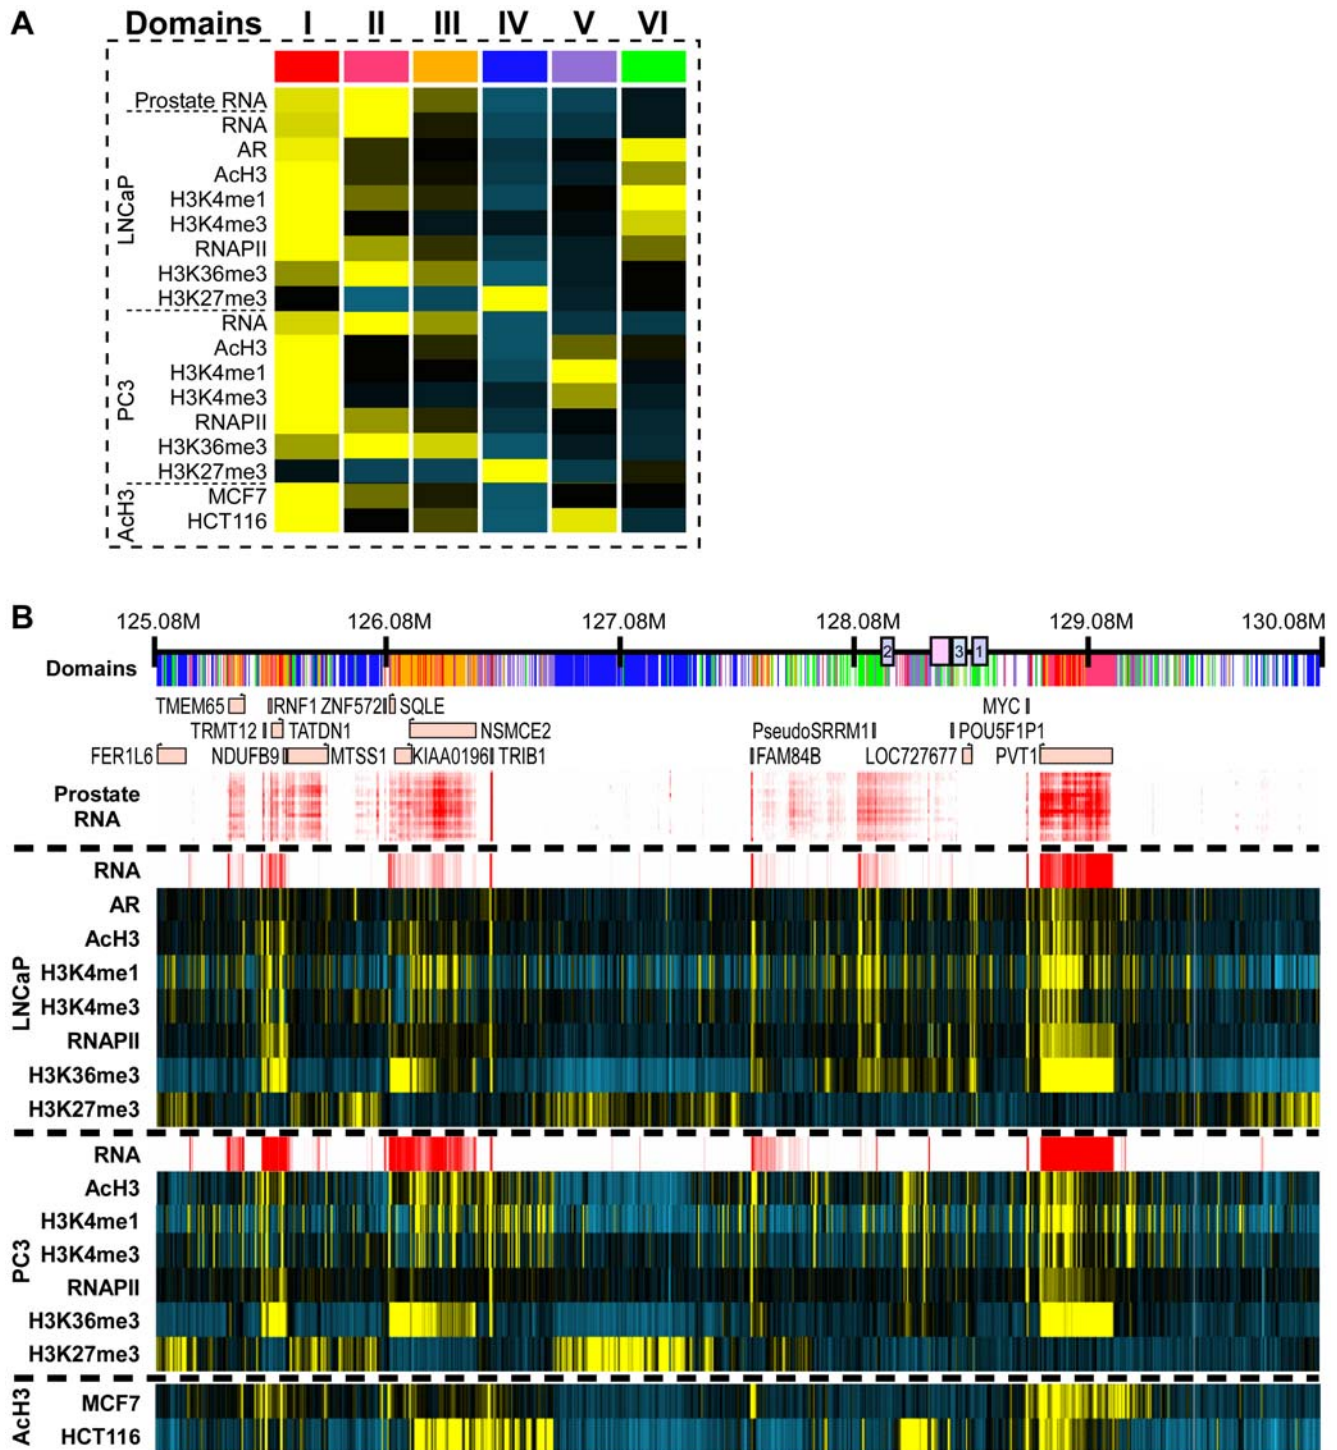 A Domains I II III IV V VI
Prostate RNA
LNCaP
RNA
AR
AcH3
H3K4me1
H3K4me3
RNAPII
H3K36me3
H3K27me3
PC3
RNA
AcH3
H3K4me1
H3K4me3
RNAPII
H3K36me3
H3K27me3
AcH3
MCF7
HCT116
B 125.08M 126.08M 127.08M 128.08M 129.08M 130.08M
Domains 2 3 1
TMEM65 RNF1 ZNF572 SQLE MYC
TRMT12 TATDN1 NSMCE2 PseudoSRRM1 POU5F1P1
FER1L6 NDUFB9 MTSS1 KIAA0196 TRIB1 FAM84B LOC727677 PVT1
Prostate
RNA
LNCaP
RNA
AR
AcH3
H3K4me1
H3K4me3
RNAPII
H3K36me3
H3K27me3
PC3
RNA
AcH3
H3K4me1
H3K4me3
RNAPII
H3K36me3
H3K27me3
AcH3
MCF7
HCT116